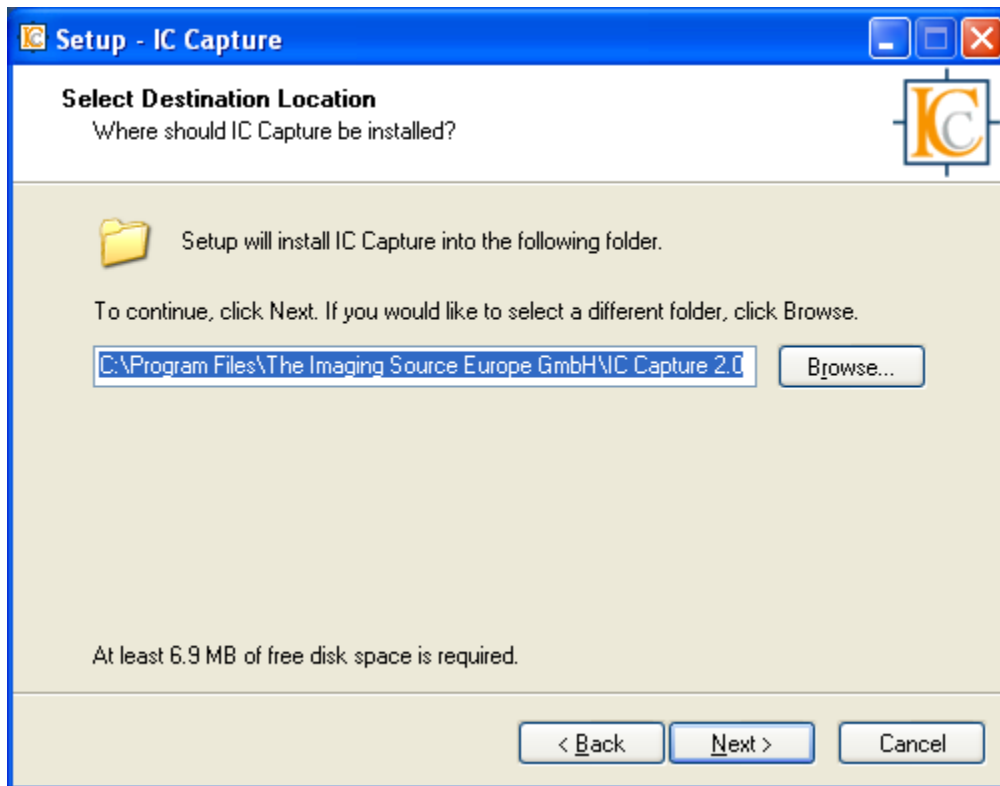 Setup - IC Capture
Select Destination Location
Where should IC Capture be installed?
IC
Setup will install IC Capture into the following folder.
To continue, click Next. If you would like to select a different folder, click Browse.
C:\Program Files\The Imaging Source Europe GmbH\IC Capture 2.0
Browse...
At least 6.9 MB of free disk space is required.
< Back
Next >
Cancel